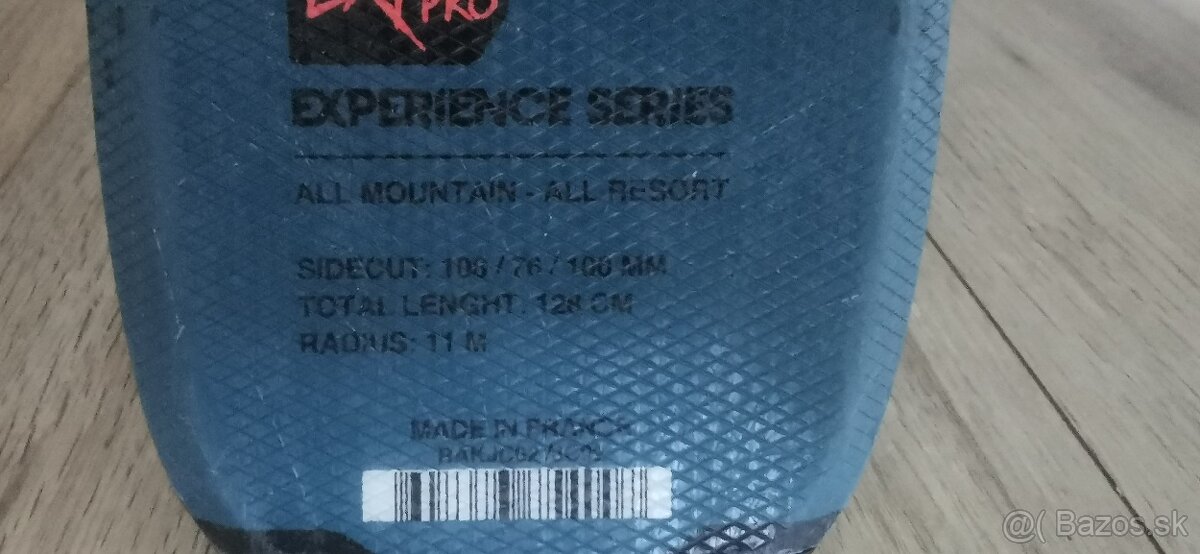 PRO
EXPERIENCE SERIES
ALL MOUNTAIN - ALL RESORT
SIDECUT: 106 / 76 / 100 MM
TOTAL LENGHT: 128 CM
RADIUS: 11 M
MADE IN FRANCE
@( Bazos.sk